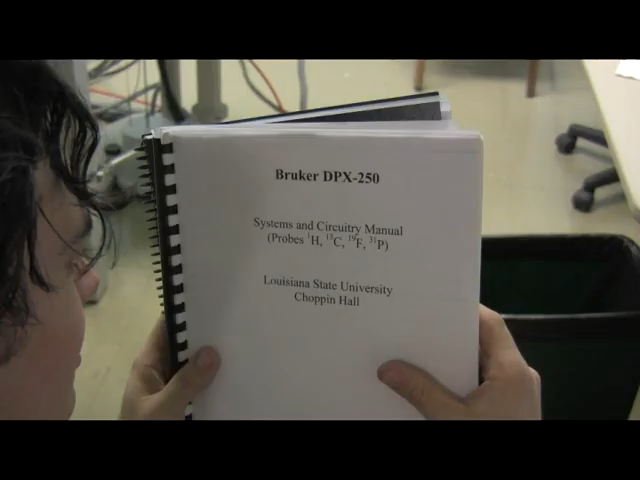 Bruker DPX-250
Systems and Circuitry Manual
(Probes ¹H, ¹³C, ¹⁹F, ³¹P)
Louisiana State University
Choppin Hall